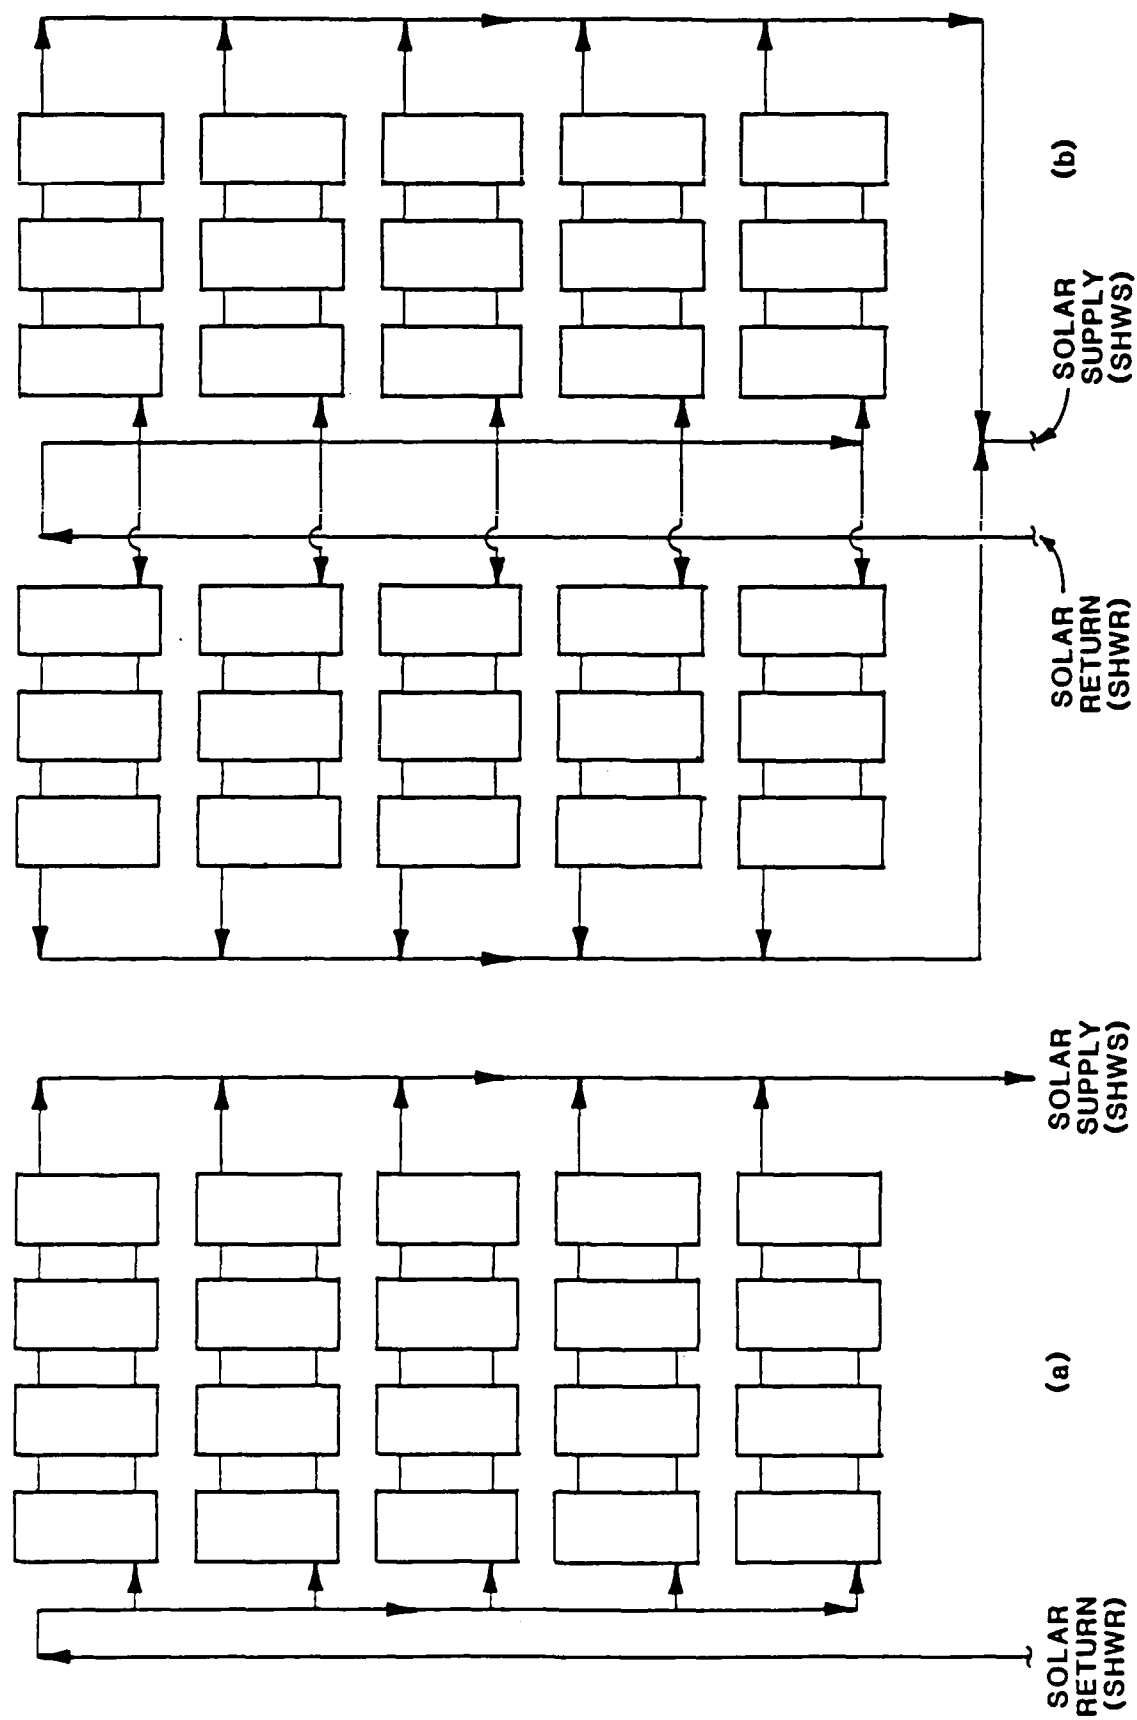 SOLAR
RETURN
(SHWR)
(a)
SOLAR
SUPPLY
(SHWS)
SOLAR
RETURN
(SHWR)
SOLAR
SUPPLY
(SHWS)
(b)